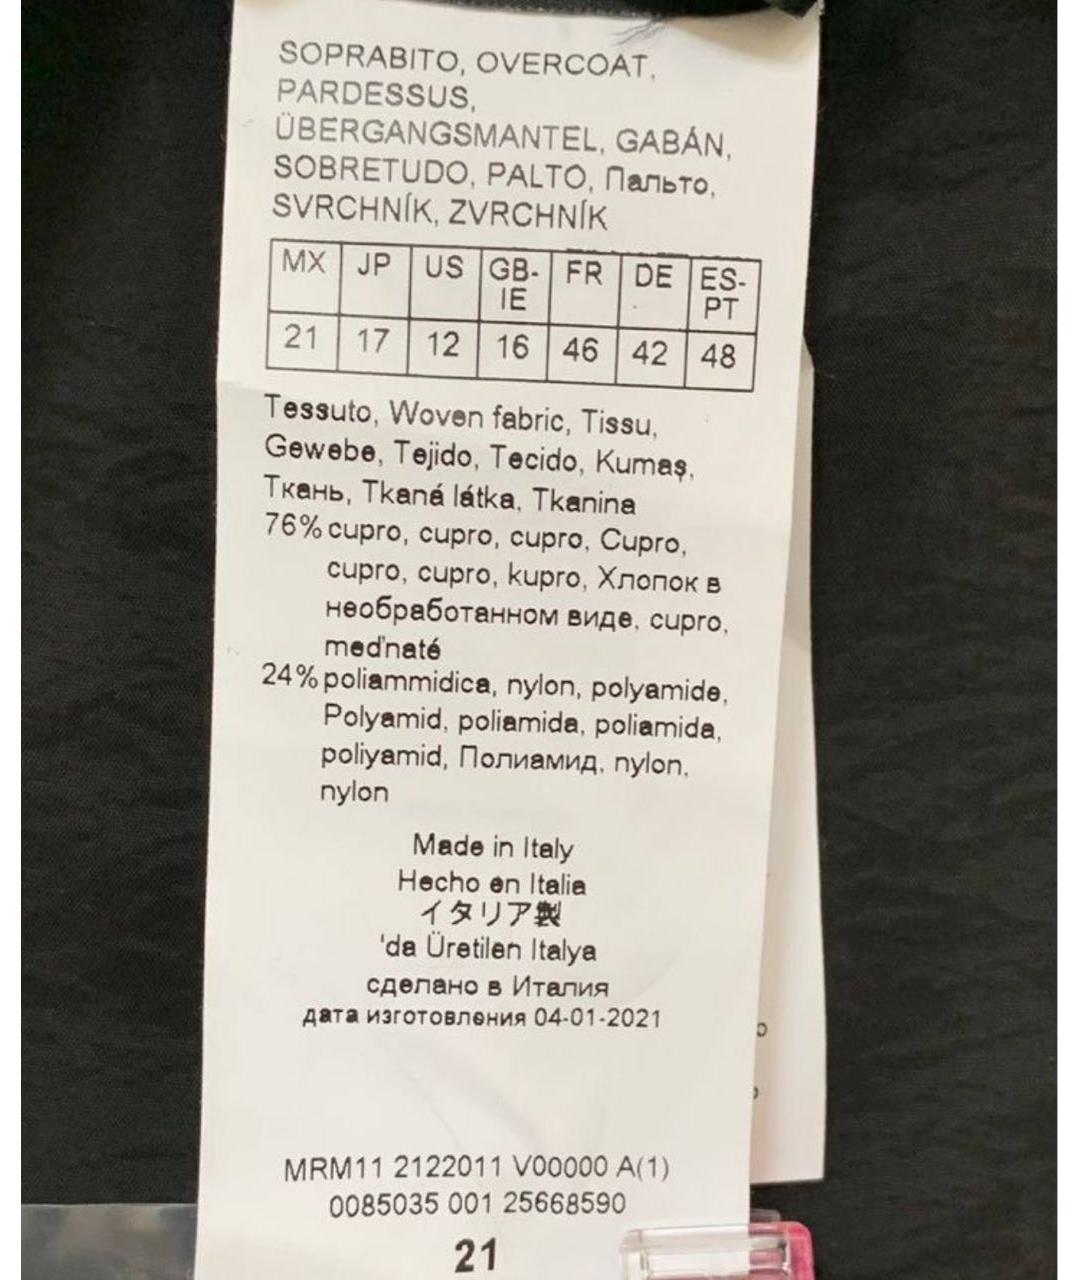 SOPRABITO, OVERCOAT,
PARDESSUS,
ÜBERGANGSMANTEL, GABÁN,
SOBRETUDO, PALTO, Пальто,
SVRCHNÍK, ZVRCHNÍK
MX JP US GB-IE FR DE ES-PT
21 17 12 16 46 42 48
Tessuto, Woven fabric, Tissu,
Gewebe, Tejido, Tecido, Kumaş,
Ткань, Tkaná látka, Tkanina
76% cupro, cupro, cupro, Cupro,
cupro, cupro, kupro, Хлопок в
необработанном виде, cupro,
meďnaté
24% poliammidica, nylon, polyamide,
Polyamid, poliamida, poliamida,
poliyamid, Полиамид, nylon,
nylon
Made in Italy
Hecho en Italia
イタリア製
'da Üretilen Italya
сделано в Италия
дата изготовления 04-01-2021
MRM11 2122011 V00000 A(1)
0085035 001 25668590
21